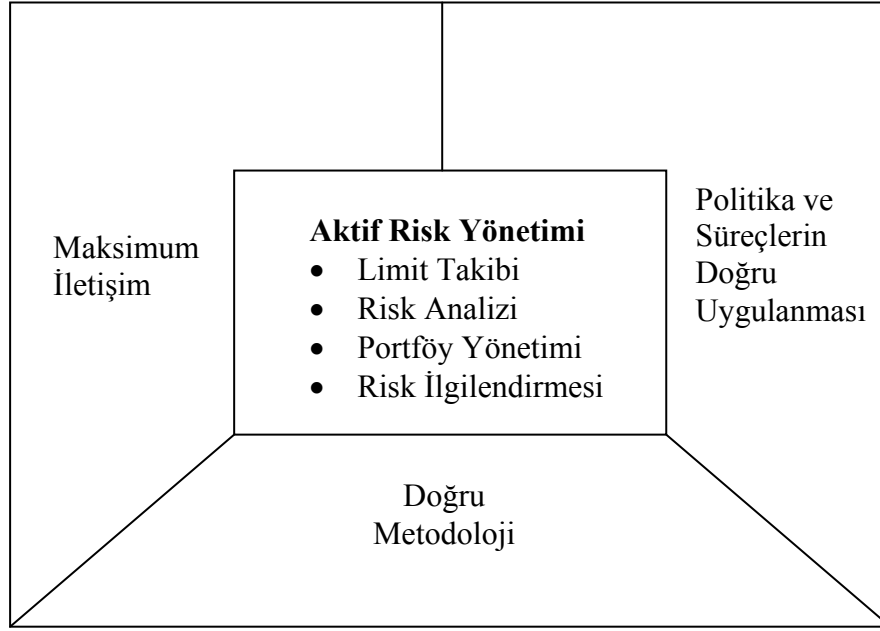 Maksimum
İletişim
Aktif Risk Yönetimi
• Limit Takibi
• Risk Analizi
• Portföy Yönetimi
• Risk İlgilendirmesi
Politika ve
Süreçlerin
Doğru
Uygulanması
Doğru
Metodoloji